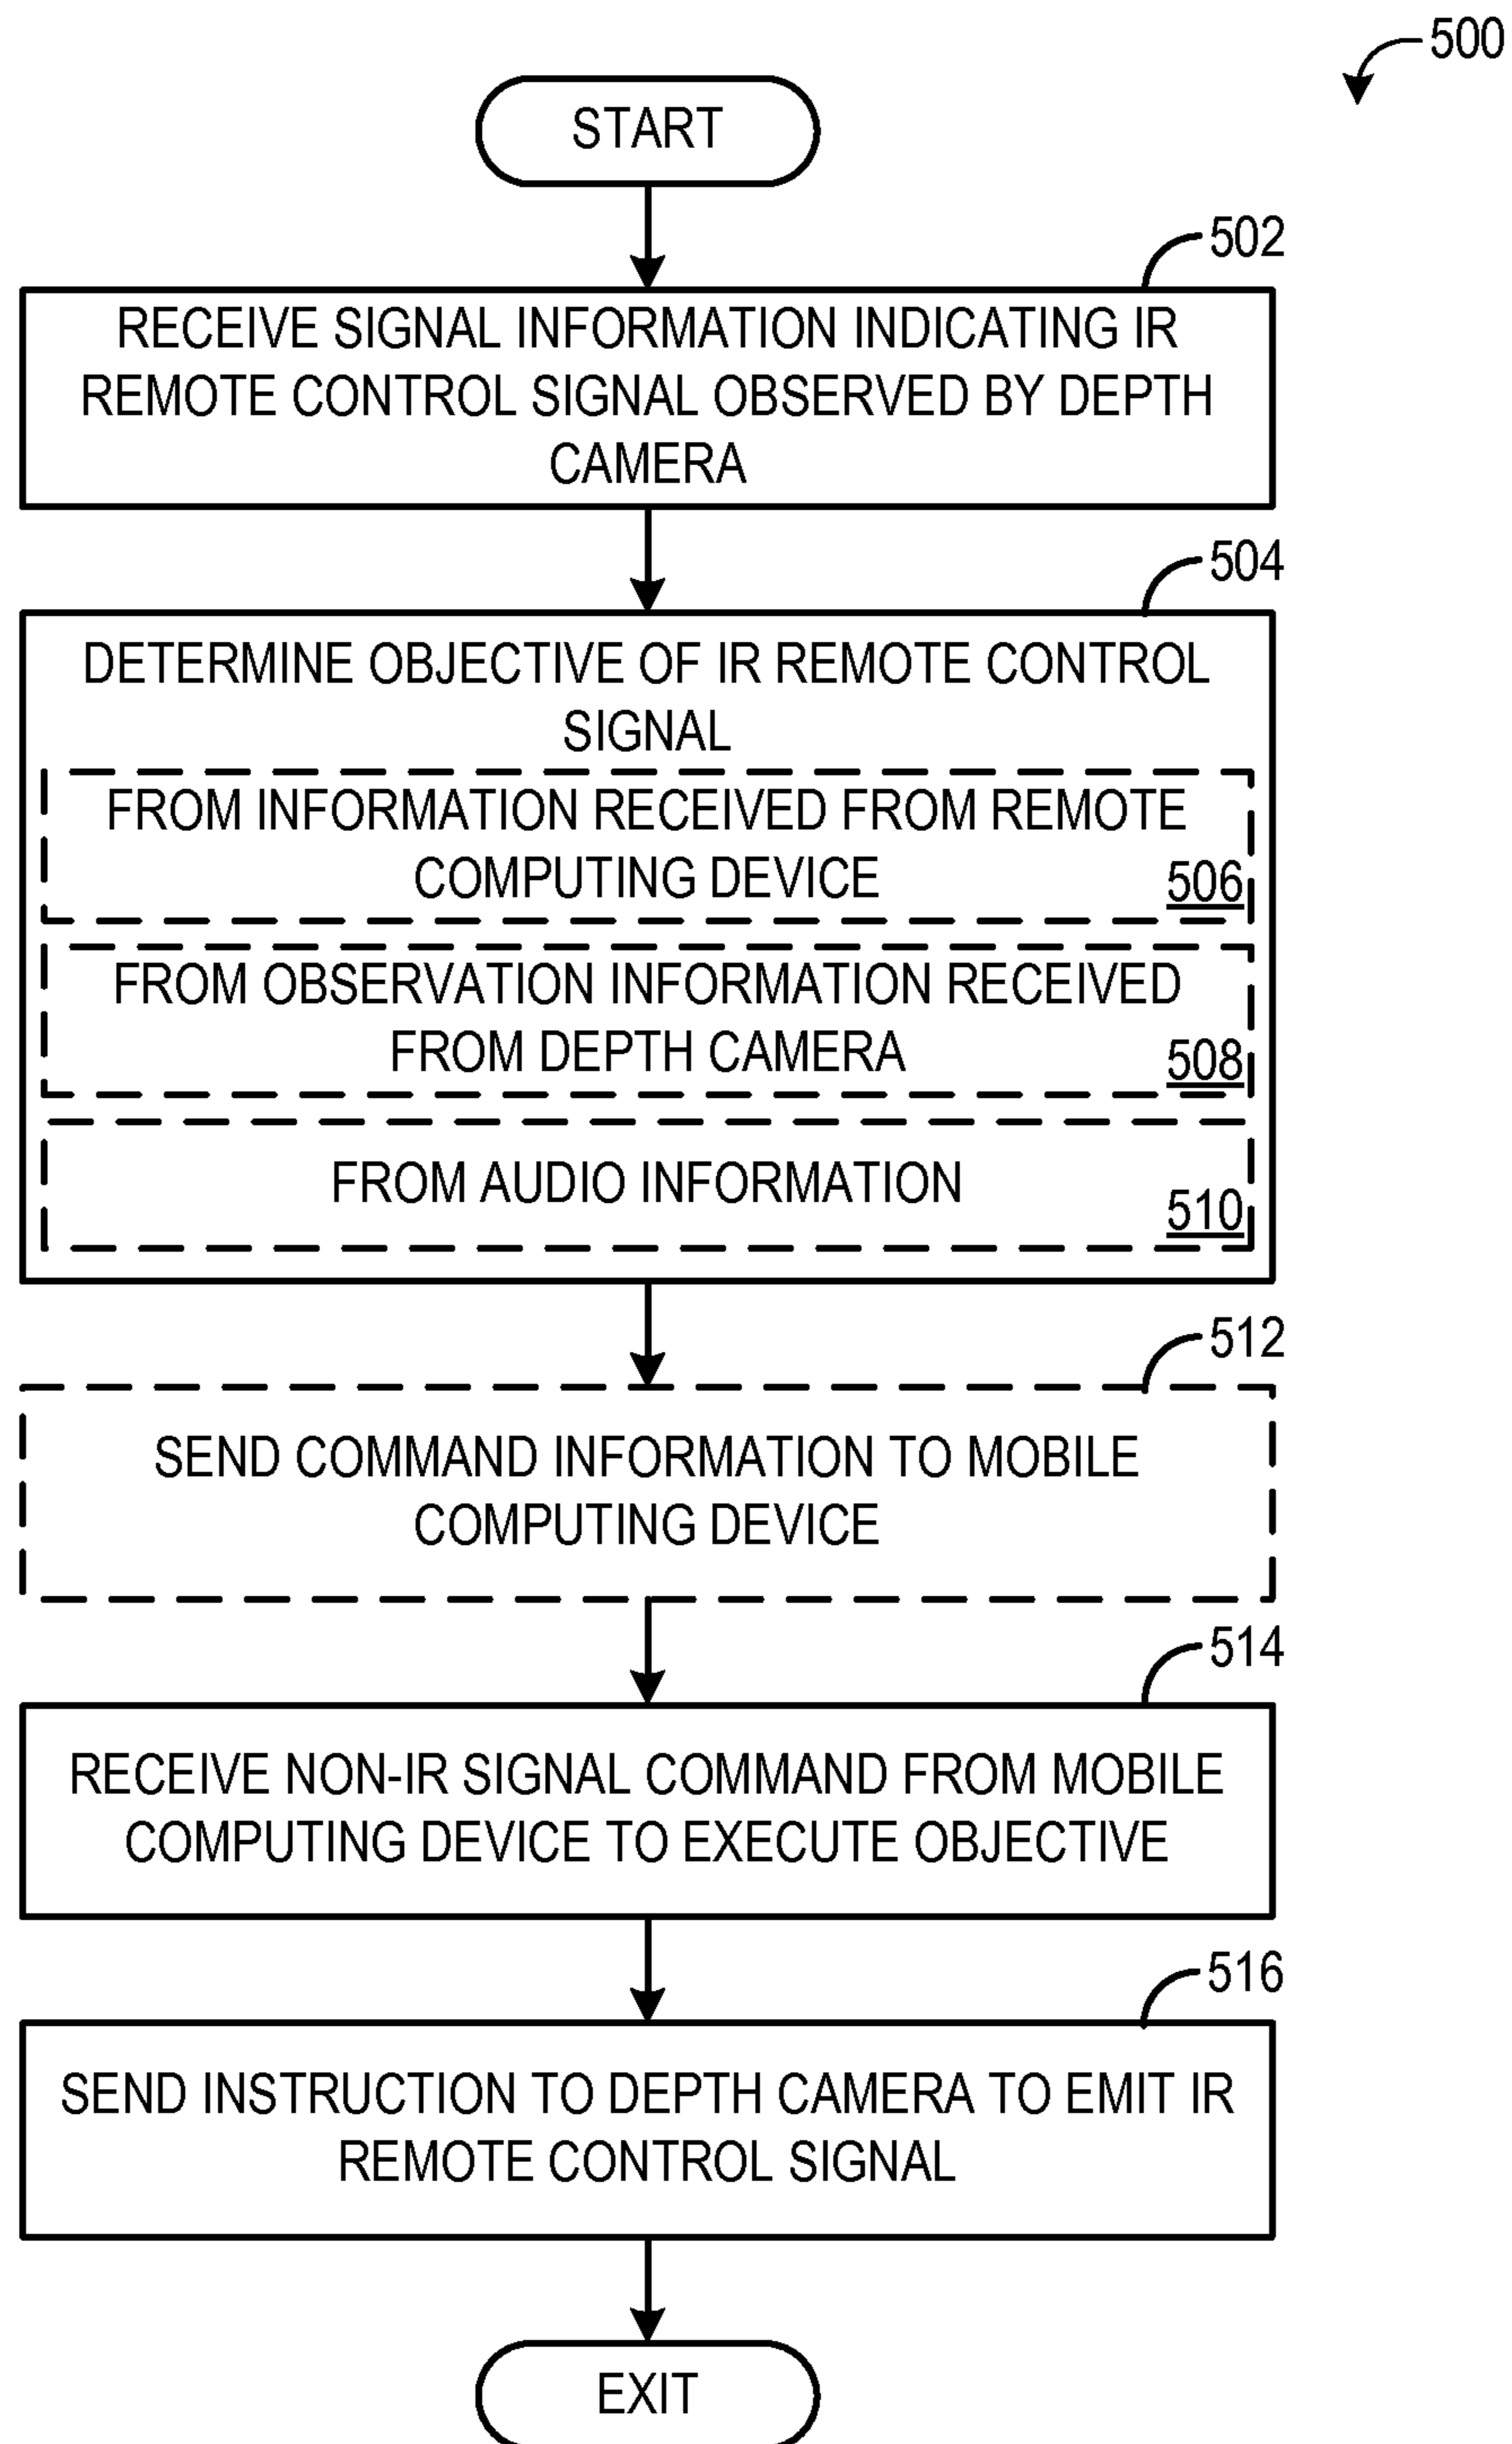 500
START
502
RECEIVE SIGNAL INFORMATION INDICATING IR
REMOTE CONTROL SIGNAL OBSERVED BY DEPTH
CAMERA
504
DETERMINE OBJECTIVE OF IR REMOTE CONTROL
SIGNAL
FROM INFORMATION RECEIVED FROM REMOTE
COMPUTING DEVICE
506
FROM OBSERVATION INFORMATION RECEIVED
FROM DEPTH CAMERA
508
FROM AUDIO INFORMATION
510
512
SEND COMMAND INFORMATION TO MOBILE
COMPUTING DEVICE
514
RECEIVE NON-IR SIGNAL COMMAND FROM MOBILE
COMPUTING DEVICE TO EXECUTE OBJECTIVE
516
SEND INSTRUCTION TO DEPTH CAMERA TO EMIT IR
REMOTE CONTROL SIGNAL
EXIT